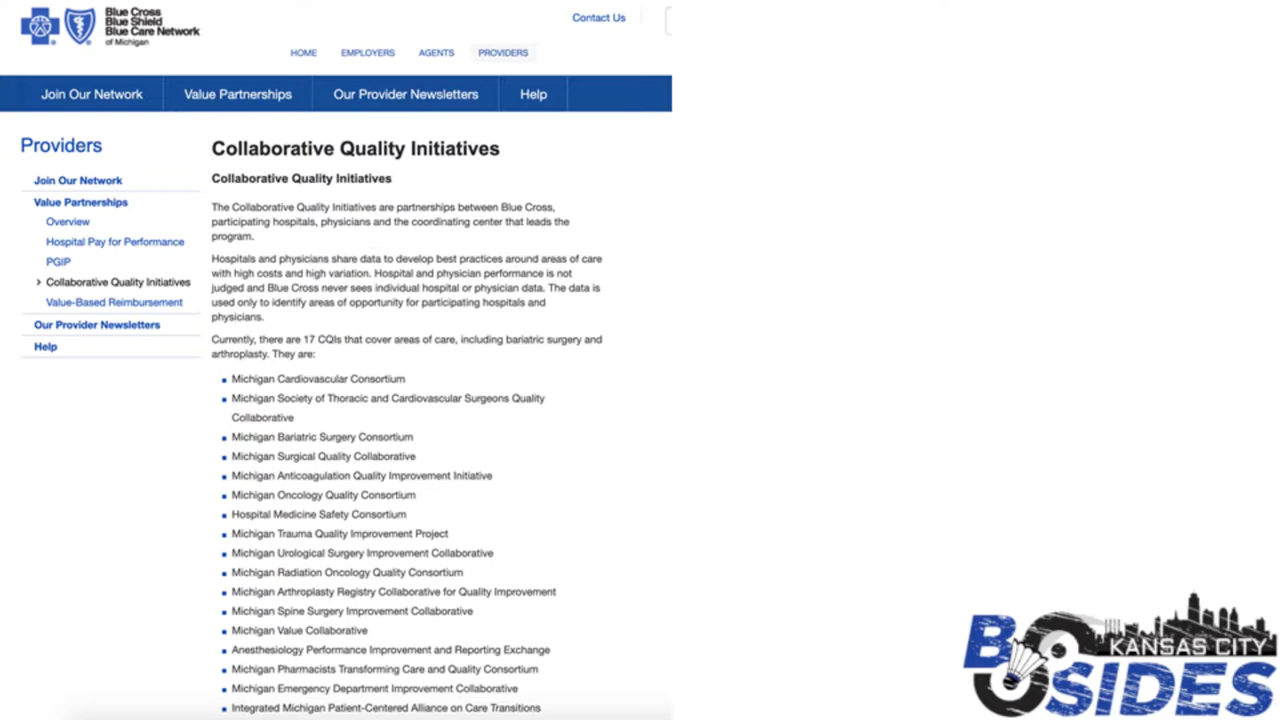 Blue Cross
Blue Shield
Blue Care Network
of Michigan
Contact Us
HOME EMPLOYERS AGENTS PROVIDERS
Join Our Network Value Partnerships Our Provider Newsletters Help
Providers
Join Our Network
Value Partnerships
Overview
Hospital Pay for Performance
PGIP
Collaborative Quality Initiatives
Value-Based Reimbursement
Our Provider Newsletters
Help
Collaborative Quality Initiatives
Collaborative Quality Initiatives
The Collaborative Quality Initiatives are partnerships between Blue Cross,
participating hospitals, physicians and the coordinating center that leads the
program.
Hospitals and physicians share data to develop best practices around areas of care
with high costs and high variation. Hospital and physician performance is not
judged and Blue Cross never sees individual hospital or physician data. The data is
used only to identify areas of opportunity for participating hospitals and
physicians.
Currently, there are 17 CQIs that cover areas of care, including bariatric surgery and
arthroplasty. They are:
Michigan Cardiovascular Consortium
Michigan Society of Thoracic and Cardiovascular Surgeons Quality
Collaborative
Michigan Bariatric Surgery Consortium
Michigan Surgical Quality Collaborative
Michigan Anticoagulation Quality Improvement Initiative
Michigan Oncology Quality Consortium
Hospital Medicine Safety Consortium
Michigan Trauma Quality Improvement Project
Michigan Urological Surgery Improvement Collaborative
Michigan Radiation Oncology Quality Consortium
Michigan Arthroplasty Registry Collaborative for Quality Improvement
Michigan Spine Surgery Improvement Collaborative
Michigan Value Collaborative
Anesthesiology Performance Improvement and Reporting Exchange
Michigan Pharmacists Transforming Care and Quality Consortium
Michigan Emergency Department Improvement Collaborative
Integrated Michigan Patient-Centered Alliance on Care Transitions
B
KANSAS CITY
SIDES